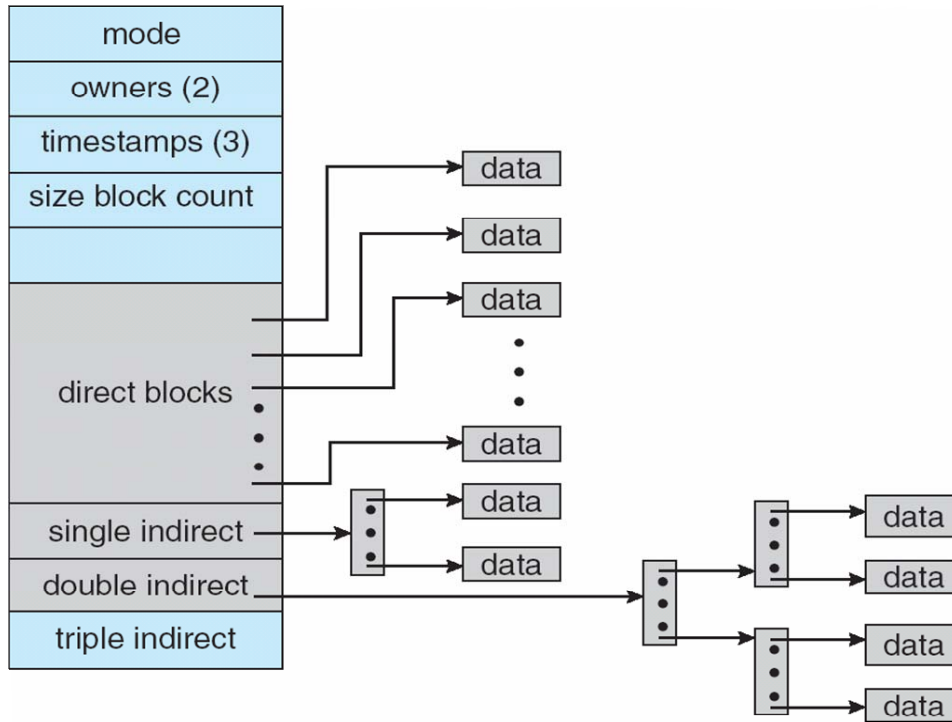 mode
owners (2)
timestamps (3)
size block count
direct blocks
single indirect
double indirect
triple indirect
data
data
data
data
data
data
data
data
data
data